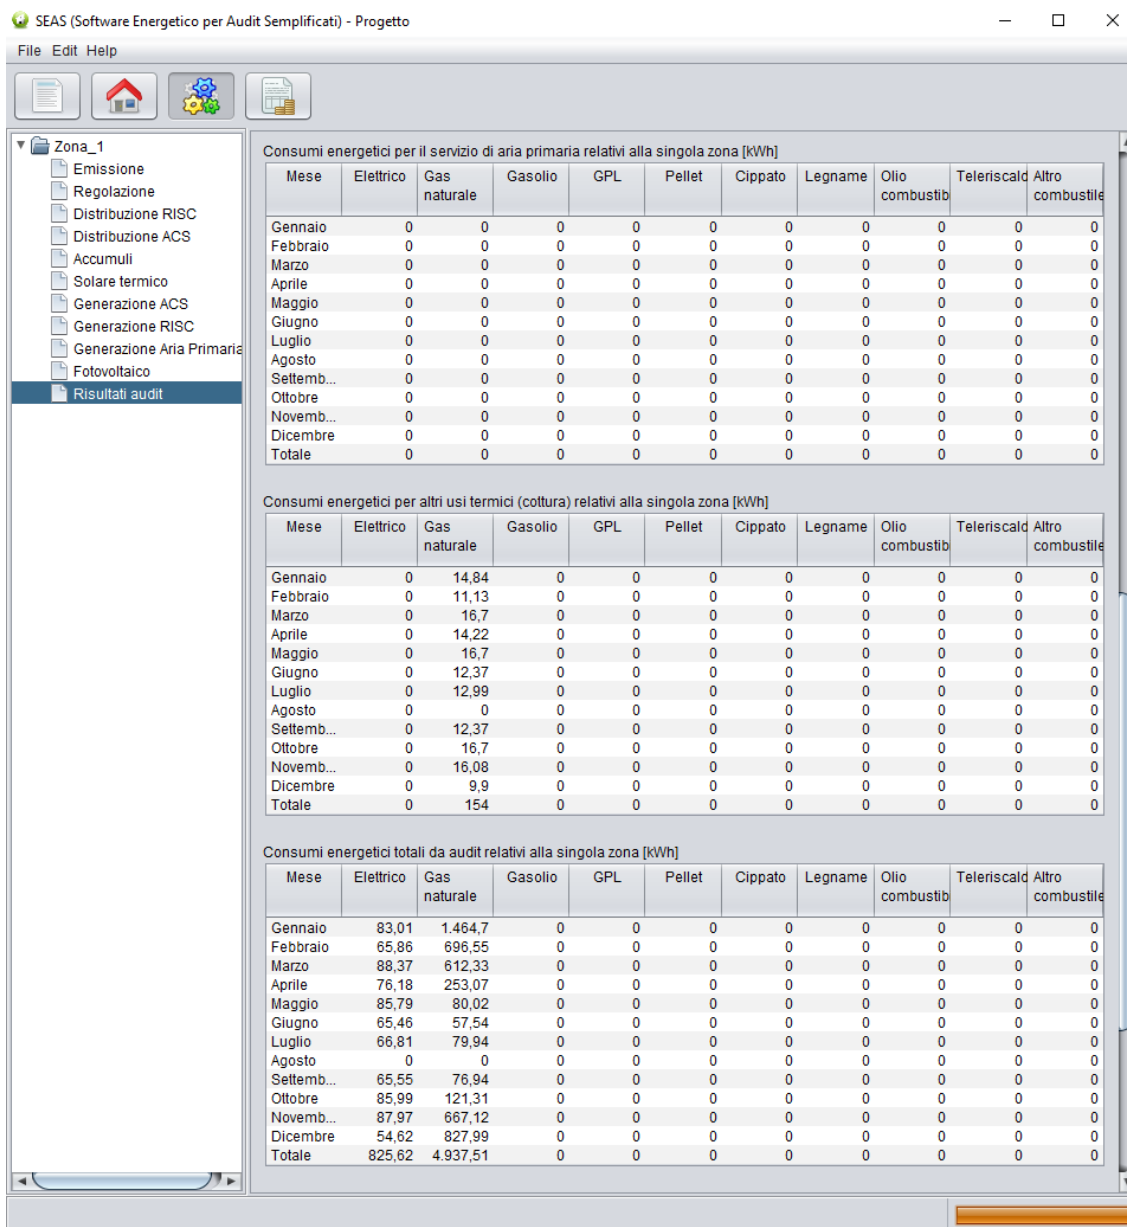 SEAS (Software Energetico per Audit Semplificati) - Progetto
File Edit Help
Zona_1
Emissione
Regolazione
Distribuzione RISC
Distribuzione ACS
Accumuli
Solare termico
Generazione ACS
Generazione RISC
Generazione Aria Primaria
Fotovoltaico
Risultati audit
Consumi energetici per il servizio di aria primaria relativi alla singola zona [kWh]
Mese Elettrico Gas naturale Gasolio GPL Pellet Cippato Legname Olio combustib Teleriscald Altro combustile
Gennaio 0 0 0 0 0 0 0 0 0 0
Febbraio 0 0 0 0 0 0 0 0 0 0
Marzo 0 0 0 0 0 0 0 0 0 0
Aprile 0 0 0 0 0 0 0 0 0 0
Maggio 0 0 0 0 0 0 0 0 0 0
Giugno 0 0 0 0 0 0 0 0 0 0
Luglio 0 0 0 0 0 0 0 0 0 0
Agosto 0 0 0 0 0 0 0 0 0 0
Settemb... 0 0 0 0 0 0 0 0 0 0
Ottobre 0 0 0 0 0 0 0 0 0 0
Novemb... 0 0 0 0 0 0 0 0 0 0
Dicembre 0 0 0 0 0 0 0 0 0 0
Totale 0 0 0 0 0 0 0 0 0 0
Consumi energetici per altri usi termici (cottura) relativi alla singola zona [kWh]
Mese Elettrico Gas naturale Gasolio GPL Pellet Cippato Legname Olio combustib Teleriscald Altro combustile
Gennaio 0 14,84 0 0 0 0 0 0 0 0
Febbraio 0 11,13 0 0 0 0 0 0 0 0
Marzo 0 16,7 0 0 0 0 0 0 0 0
Aprile 0 14,22 0 0 0 0 0 0 0 0
Maggio 0 16,7 0 0 0 0 0 0 0 0
Giugno 0 12,37 0 0 0 0 0 0 0 0
Luglio 0 12,99 0 0 0 0 0 0 0 0
Agosto 0 0 0 0 0 0 0 0 0 0
Settemb... 0 12,37 0 0 0 0 0 0 0 0
Ottobre 0 16,7 0 0 0 0 0 0 0 0
Novemb... 0 16,08 0 0 0 0 0 0 0 0
Dicembre 0 9,9 0 0 0 0 0 0 0 0
Totale 0 154 0 0 0 0 0 0 0 0
Consumi energetici totali da audit relativi alla singola zona [kWh]
Mese Elettrico Gas naturale Gasolio GPL Pellet Cippato Legname Olio combustib Teleriscald Altro combustile
Gennaio 83,01 1.464,7 0 0 0 0 0 0 0 0
Febbraio 65,86 696,55 0 0 0 0 0 0 0 0
Marzo 88,37 612,33 0 0 0 0 0 0 0 0
Aprile 76,18 253,07 0 0 0 0 0 0 0 0
Maggio 85,79 80,02 0 0 0 0 0 0 0 0
Giugno 65,46 57,54 0 0 0 0 0 0 0 0
Luglio 66,81 79,94 0 0 0 0 0 0 0 0
Agosto 0 0 0 0 0 0 0 0 0 0
Settemb... 65,55 76,94 0 0 0 0 0 0 0 0
Ottobre 85,99 121,31 0 0 0 0 0 0 0 0
Novemb... 87,97 667,12 0 0 0 0 0 0 0 0
Dicembre 54,62 827,99 0 0 0 0 0 0 0 0
Totale 825,62 4.937,51 0 0 0 0 0 0 0 0